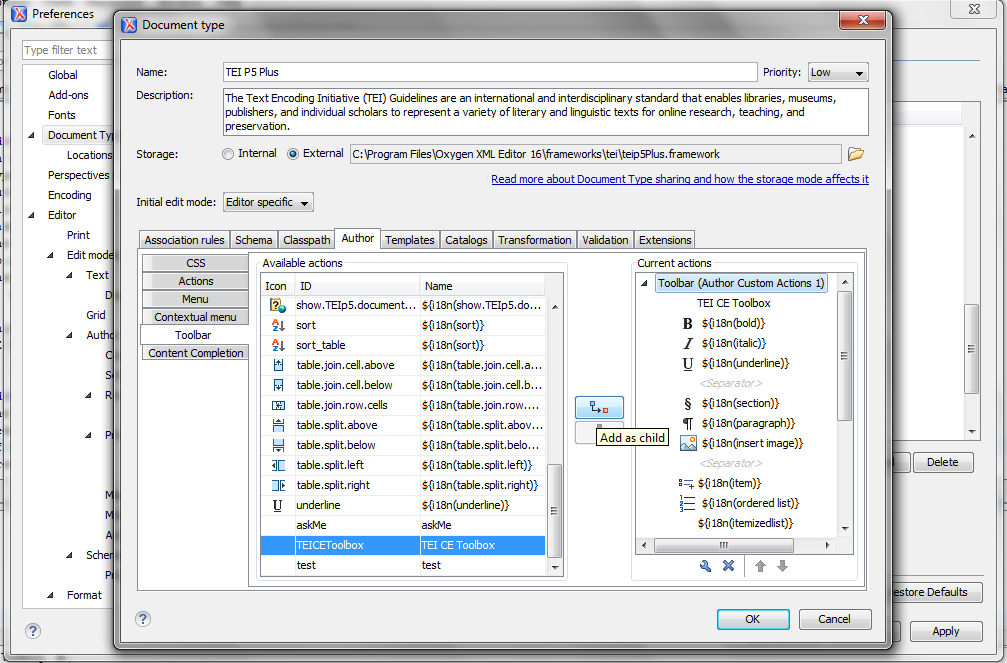 Preferences
Type filter text
Global
Add-ons
Fonts
Document Typ
Locations
Perspectives
Encoding
Editor
Print
Edit mode
Text
D
Grid
Autho
C
Se
R
P
M
M
A
Schem
Pr
Format
Document type
Name:
TEI P5 Plus
Priority:
Low
Description:
The Text Encoding Initiative (TEI) Guidelines are an international and interdisciplinary standard that enables libraries, museums,
publishers, and individual scholars to represent a variety of literary and linguistic texts for online research, teaching, and
preservation.
Storage:
Internal
External
C:\Program Files\Oxygen XML Editor 16\frameworks\tei\teip5Plus.framework
Read more about Document Type sharing and how the storage mode affects it
Initial edit mode:
Editor specific
Association rules
Schema
Classpath
Author
Templates
Catalogs
Transformation
Validation
Extensions
CSS
Actions
Menu
Contextual menu
Toolbar
Content Completion
Available actions
Icon ID Name
show.TEIp5.document... ${i18n(show.TEIp5.do...
sort ${i18n(sort)}
sort_table ${i18n(sort)}
table.join.cell.above ${i18n(table.join.cell.a...
table.join.cell.below ${i18n(table.join.cell.b...
table.join.row.cells ${i18n(table.join.row....
table.split.above ${i18n(table.split.abov...
table.split.below ${i18n(table.split.belo...
table.split.left ${i18n(table.split.left)}
table.split.right ${i18n(table.split.right)}
U underline ${i18n(underline)}
askMe askMe
TEICEToolbox TEI CE Toolbox
test test
Add as child
Current actions
Toolbar (Author Custom Actions 1)
TEI CE Toolbox
B ${i18n(bold)}
I ${i18n(italic)}
U ${i18n(underline)}
<Separator>
§ ${i18n(section)}
¶ ${i18n(paragraph)}
${i18n(insert image)}
<Separator>
${i18n(item)}
${i18n(ordered list)}
${i18n(itemizedlist)}
OK
Cancel
Delete
estore Defaults
Apply